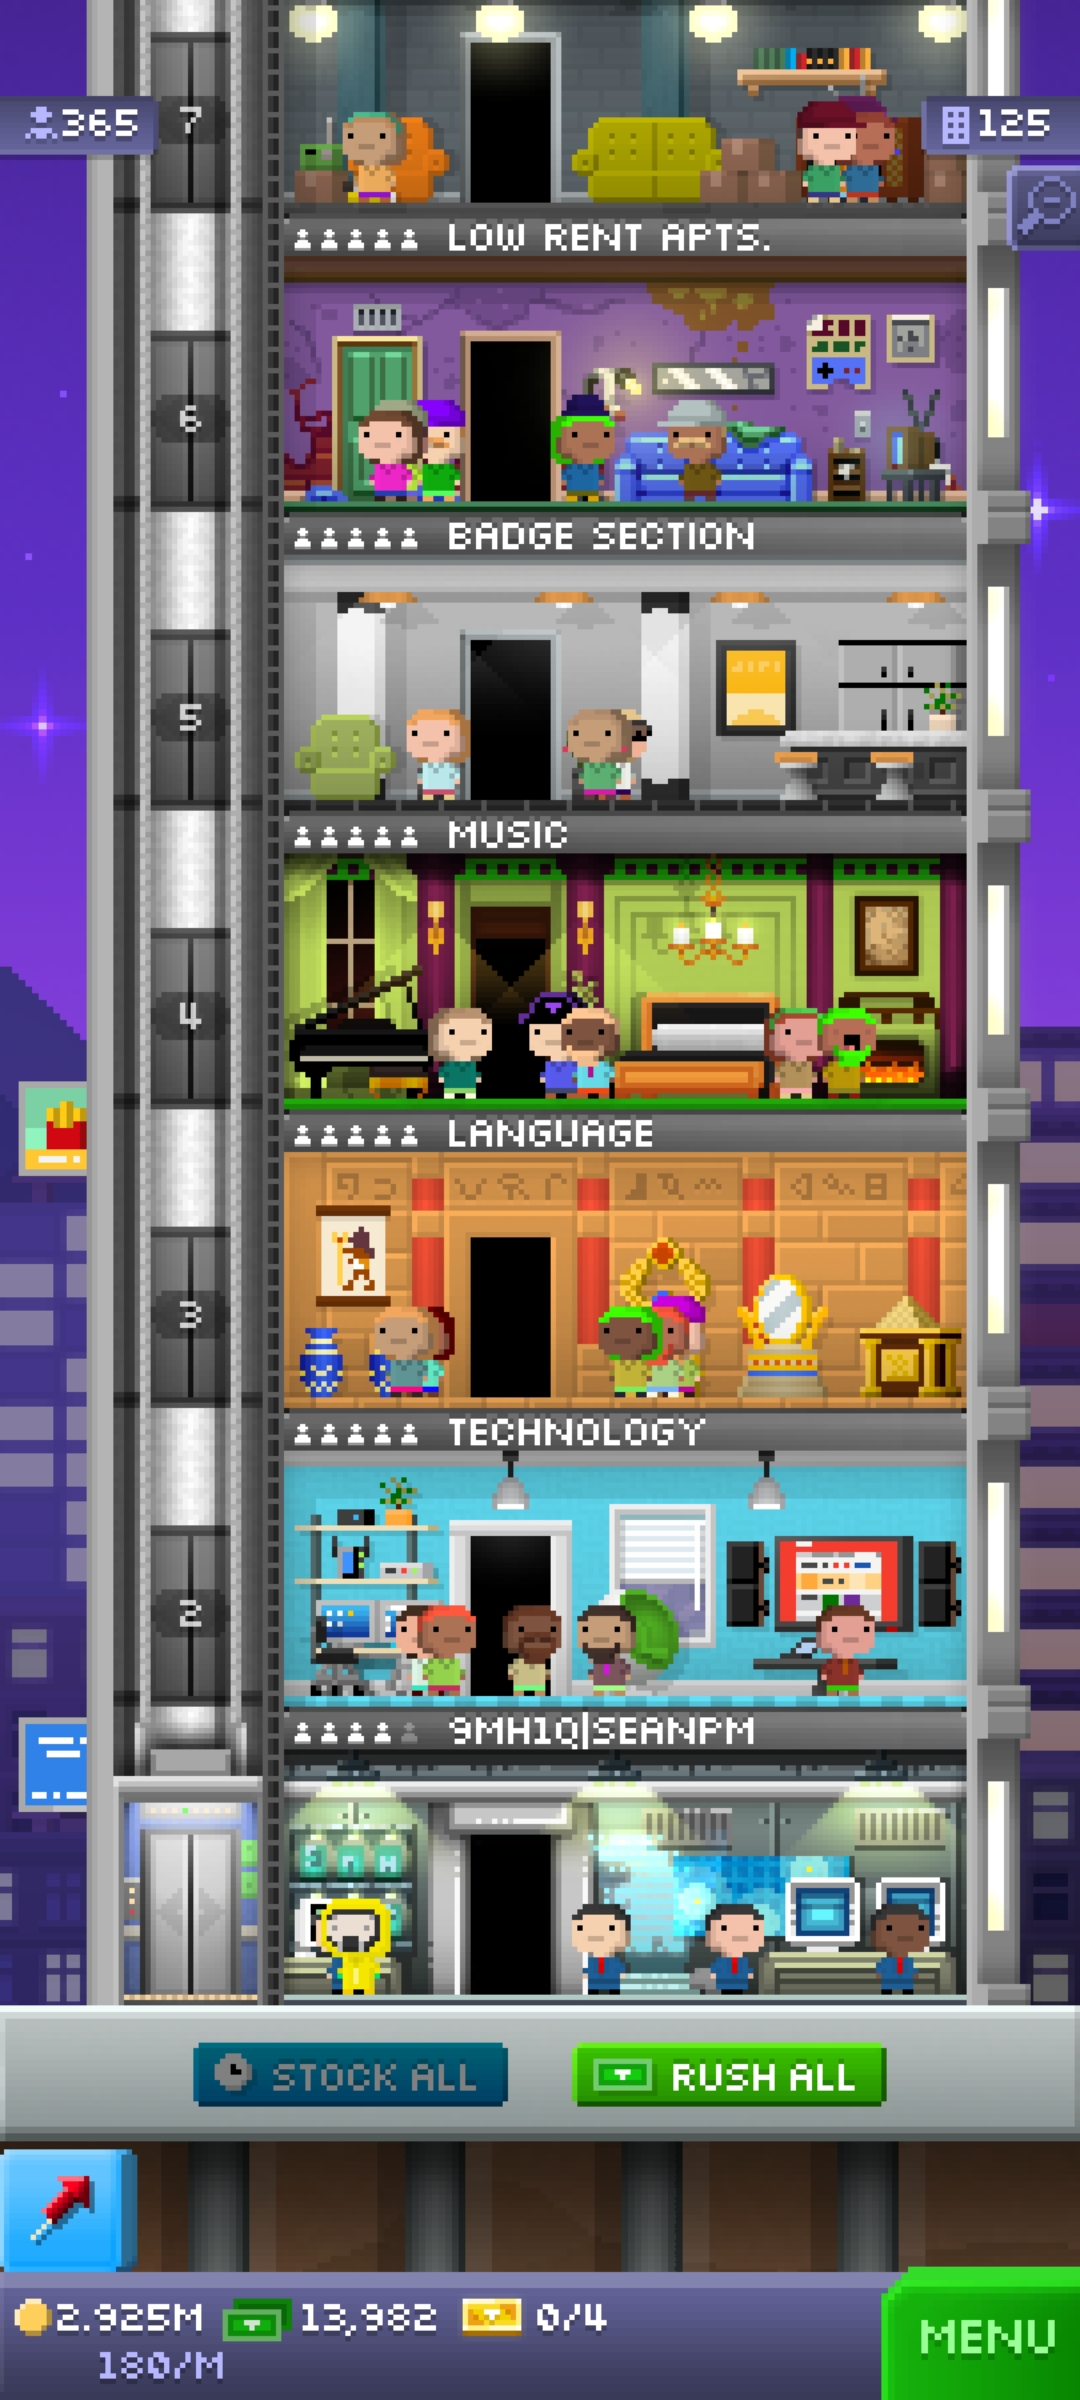 365
7
125
LOW RENT APTS.
6
BADGE SECTION
5
MUSIC
4
LANGUAGE
3
TECHNOLOGY
2
9MH1Q|SEANPM
STOCK ALL
RUSH ALL
2.925M
13,982
0/4
180/M
MENU